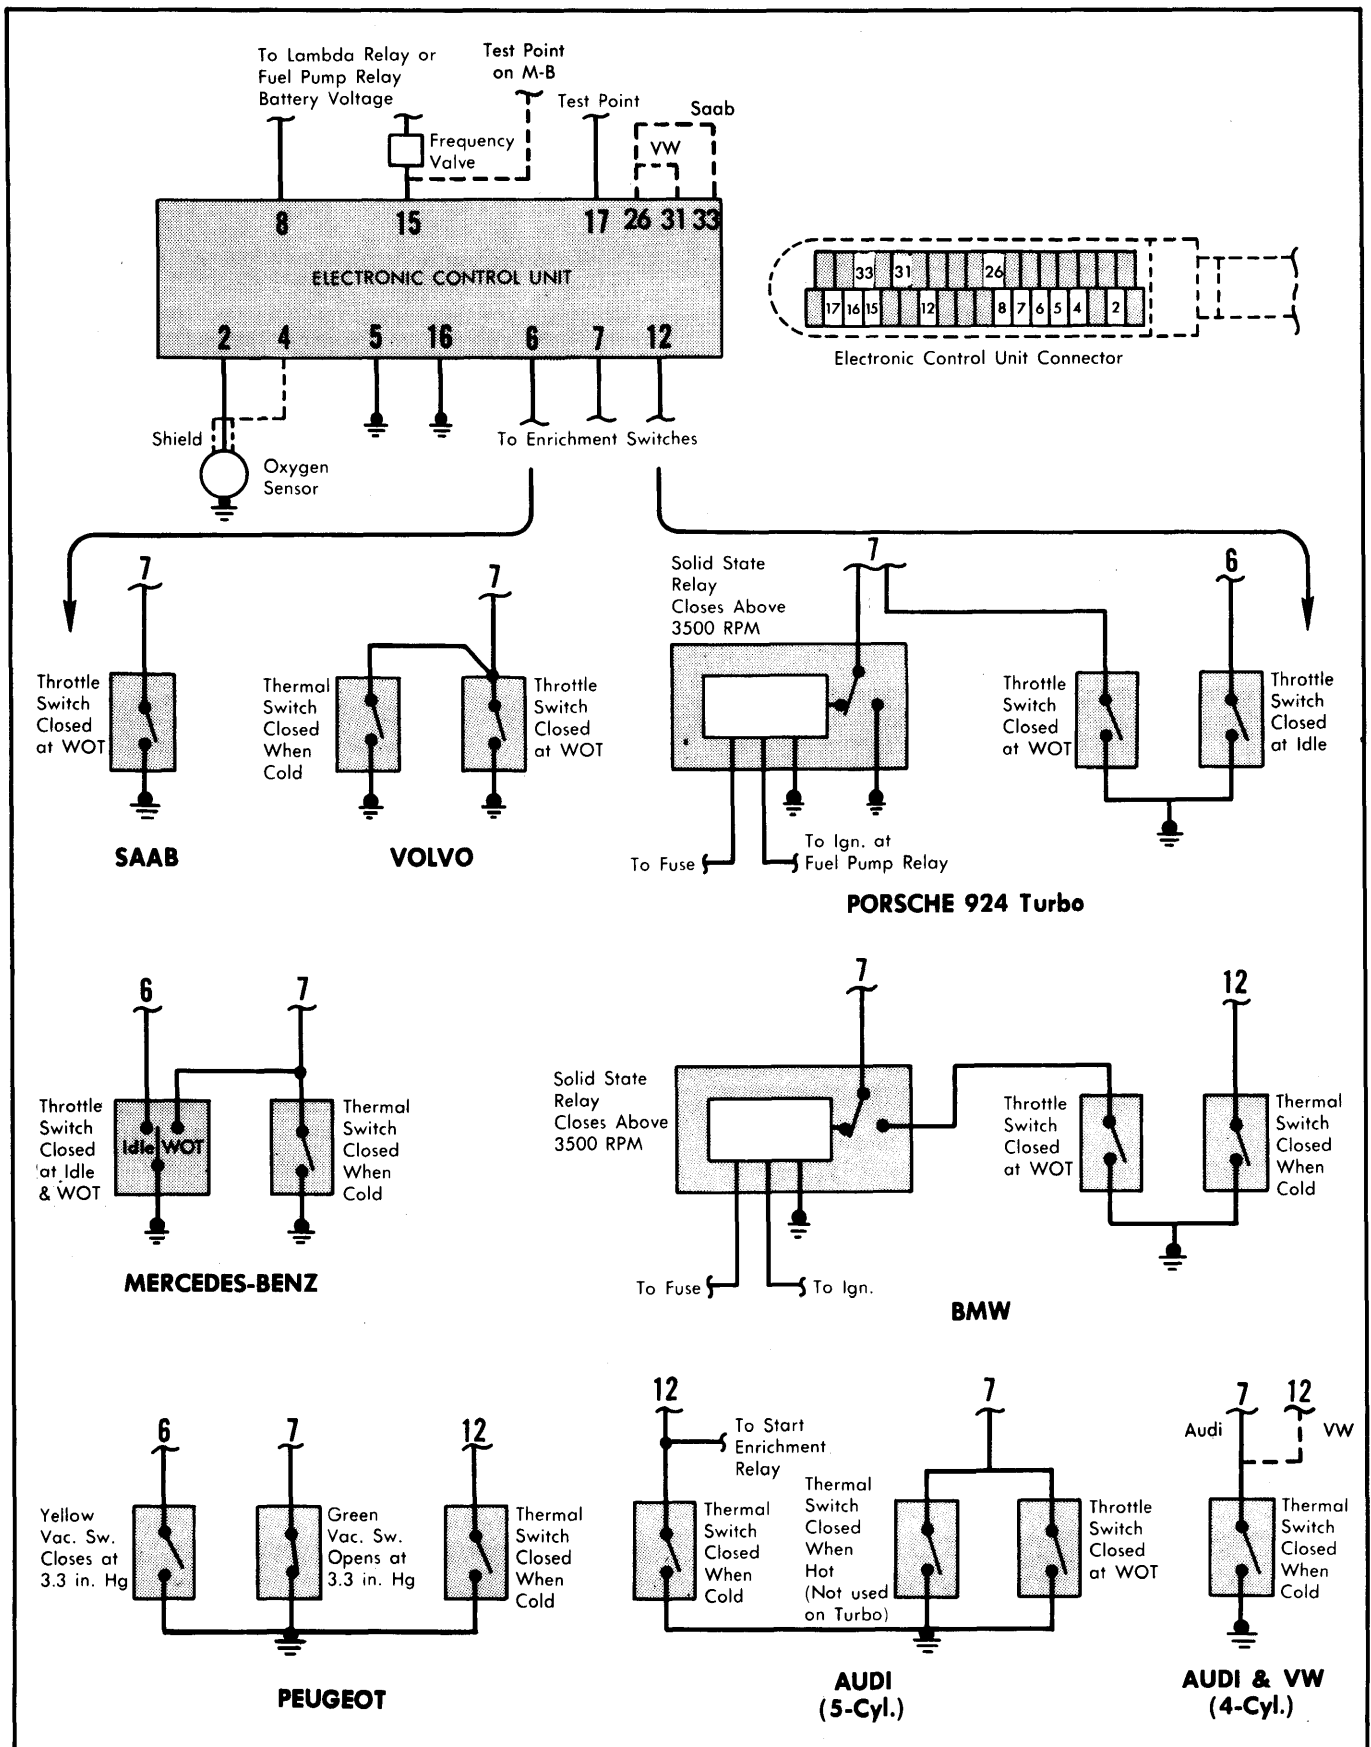 To Lambda Relay or
Fuel Pump Relay
Battery Voltage
Test Point
on M-B
Test Point
Saab
Frequency
Valve
VW
8 15 17 26 31 33
ELECTRONIC CONTROL UNIT
2 4 5 16 6 7 12
33 31 26
17 16 15 12 8 7 6 5 4 2
Electronic Control Unit Connector
Shield
Oxygen
Sensor
To Enrichment Switches
7
Throttle
Switch
Closed
at WOT
SAAB
7
Thermal
Switch
Closed
When
Cold
Throttle
Switch
Closed
at WOT
VOLVO
Solid State
Relay
Closes Above
3500 RPM
7
6
Throttle
Switch
Closed
at WOT
Throttle
Switch
Closed
at Idle
To Fuse
To Ign. at
Fuel Pump Relay
PORSCHE 924 Turbo
6
7
Throttle
Switch
Closed
at Idle
& WOT
Idle WOT
Thermal
Switch
Closed
When
Cold
MERCEDES-BENZ
7
12
Solid State
Relay
Closes Above
3500 RPM
Throttle
Switch
Closed
at WOT
Thermal
Switch
Closed
When
Cold
To Fuse
To Ign.
BMW
6
7
12
Yellow
Vac. Sw.
Closes at
3.3 in. Hg
Green
Vac. Sw.
Opens at
3.3 in. Hg
Thermal
Switch
Closed
When
Cold
PEUGEOT
12
7
To Start
Enrichment
Relay
Thermal
Switch
Closed
When
Cold
Thermal
Switch
Closed
When
Hot
(Not used
on Turbo)
Throttle
Switch
Closed
at WOT
AUDI
(5-Cyl.)
7
12
Audi
VW
Thermal
Switch
Closed
When
Cold
AUDI & VW
(4-Cyl.)